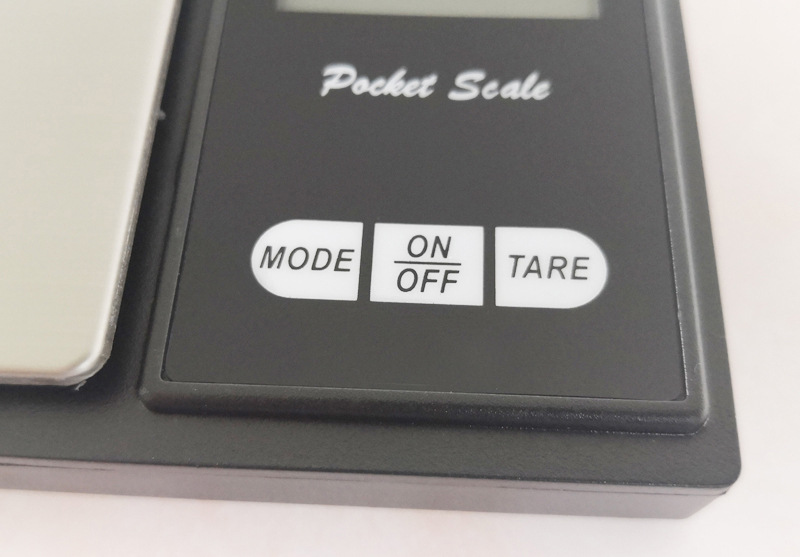 Pocket Scale
MODE
ON
OFF
TARE